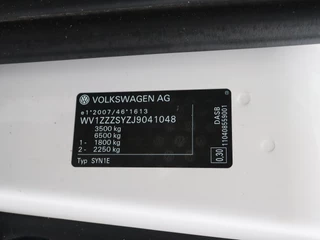 VOLKSWAGEN AG
e1*2007/46*1613
WV1ZZZSYZJ9041048
3500 kg
6500 kg
1 - 1800 kg
2 - 2250 kg
Typ SYN1E
DASB
110408559001
0,30